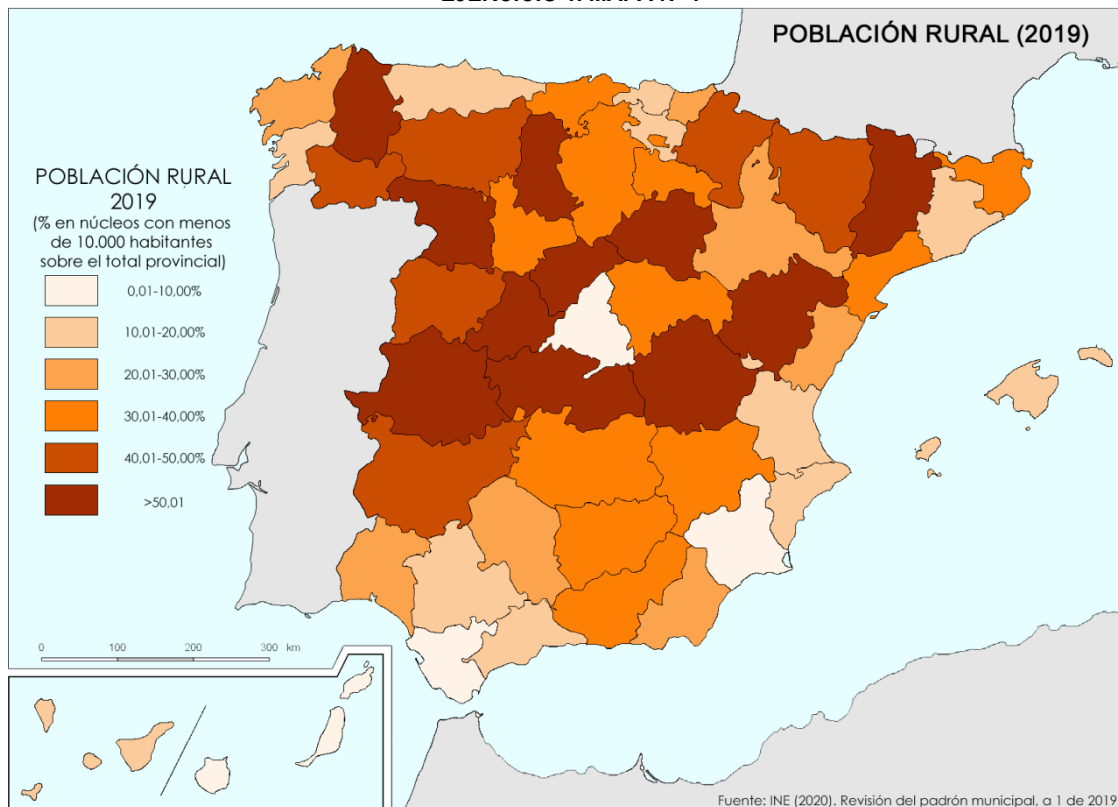 POBLACIÓN RURAL (2019)
POBLACIÓN RURAL
2019
(% en núcleos con menos
de 10.000 habitantes
sobre el total provincial)
0,01-10,00%
10,01-20,00%
20,01-30,00%
30,01-40,00%
40,01-50,00%
>50,01
0 100 200 300 km
Fuente: INE (2020). Revisión del padrón municipal, a 1 de 2019